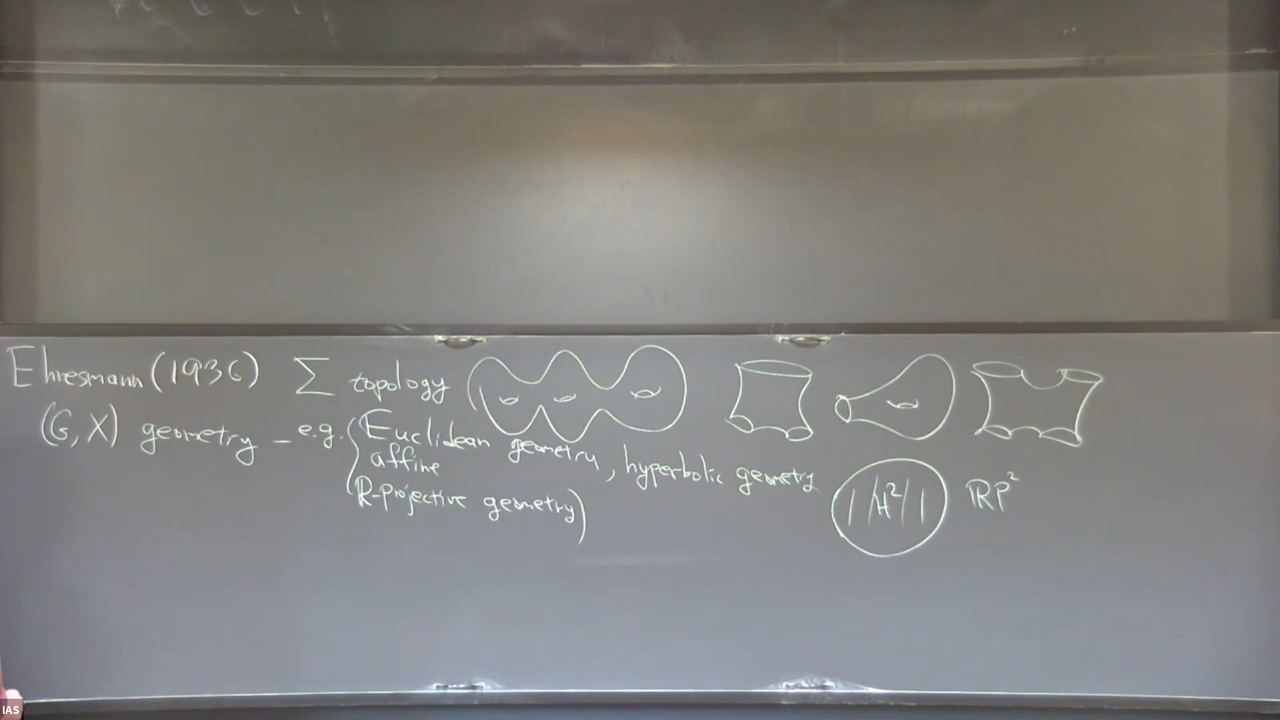 Ehresmann (1936) Σ topology
(G, X) geometry - e.g. ( Euclidean geometry, hyperbolic geometry
affine
R-projective geometry)
H² RP²
IAS